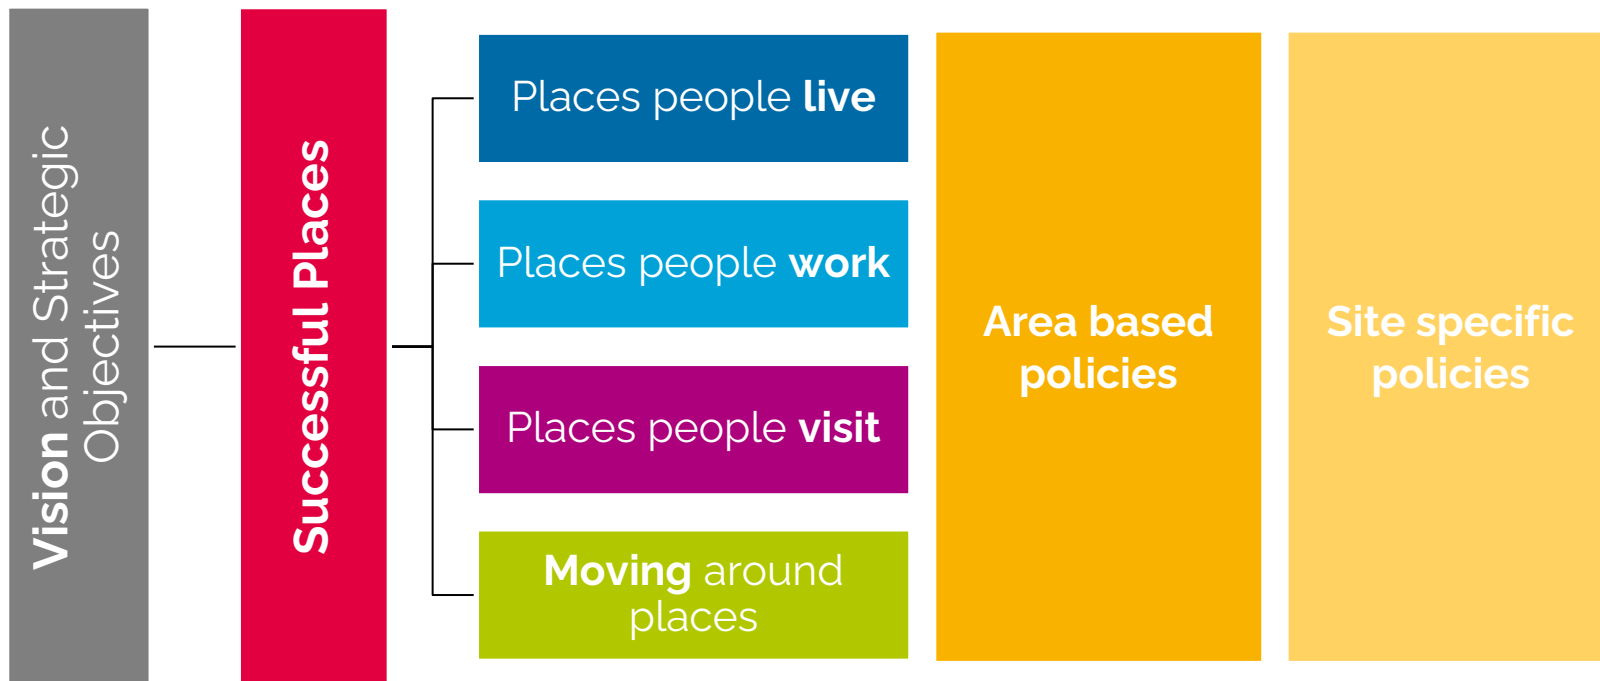 Vision and Strategic
Objectives
Successful Places
Places people live
Places people work
Places people visit
Moving around
places
Area based
policies
Site specific
policies